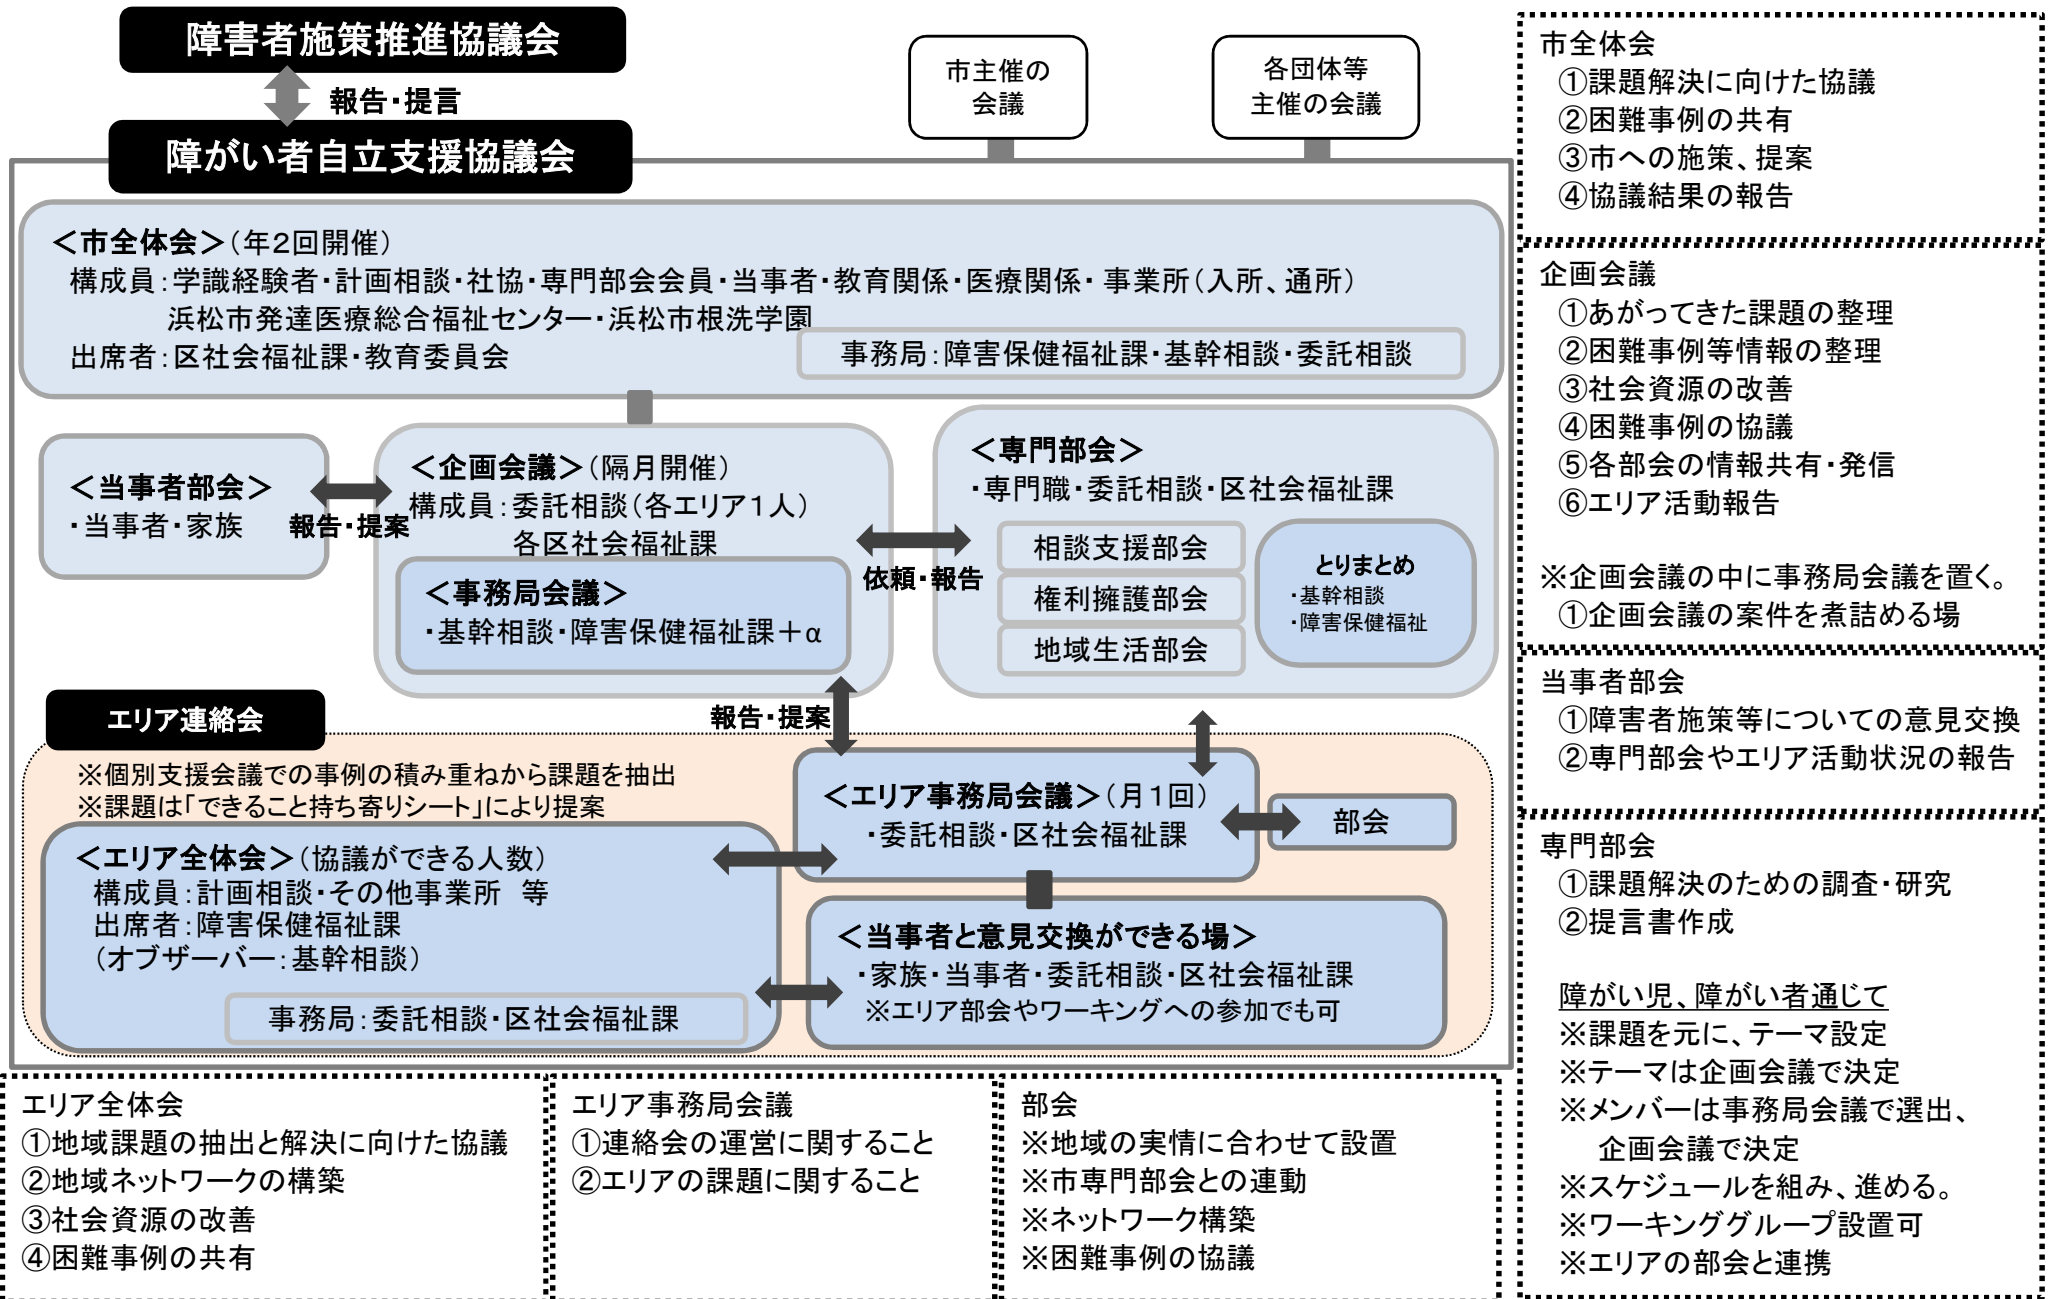 障害者施策推進協議会
報告・提言
障がい者自立支援協議会
市主催の
会議
各団体等
主催の会議
＜市全体会＞（年2回開催）
構成員：学識経験者・計画相談・社協・専門部会会員・当事者・教育関係・医療関係・事業所（入所、通所）
浜松市発達医療総合福祉センター・浜松市根洗学園
出席者：区社会福祉課・教育委員会
事務局：障害保健福祉課・基幹相談・委託相談
＜当事者部会＞
・当事者・家族
報告・提案
＜企画会議＞（隔月開催）
構成員：委託相談（各エリア1人）
各区社会福祉課
＜事務局会議＞
・基幹相談・障害保健福祉課＋α
依頼・報告
＜専門部会＞
・専門職・委託相談・区社会福祉課
相談支援部会
権利擁護部会
地域生活部会
とりまとめ
・基幹相談
・障害保健福祉
報告・提案
エリア連絡会
※個別支援会議での事例の積み重ねから課題を抽出
※課題は「できること持ち寄りシート」により提案
＜エリア事務局会議＞（月1回）
・委託相談・区社会福祉課
部会
＜エリア全体会＞（協議ができる人数）
構成員：計画相談・その他事業所　等
出席者：障害保健福祉課
（オブザーバー：基幹相談）
事務局：委託相談・区社会福祉課
＜当事者と意見交換ができる場＞
・家族・当事者・委託相談・区社会福祉課
※エリア部会やワーキングへの参加でも可
市全体会
①課題解決に向けた協議
②困難事例の共有
③市への施策、提案
④協議結果の報告
企画会議
①あがってきた課題の整理
②困難事例等情報の整理
③社会資源の改善
④困難事例の協議
⑤各部会の情報共有・発信
⑥エリア活動報告
※企画会議の中に事務局会議を置く。
①企画会議の案件を煮詰める場
当事者部会
①障害者施策等についての意見交換
②専門部会やエリア活動状況の報告
専門部会
①課題解決のための調査・研究
②提言書作成
障がい児、障がい者通じて
※課題を元に、テーマ設定
※テーマは企画会議で決定
※メンバーは事務局会議で選出、
企画会議で決定
※スケジュールを組み、進める。
※ワーキンググループ設置可
※エリアの部会と連携
エリア全体会
①地域課題の抽出と解決に向けた協議
②地域ネットワークの構築
③社会資源の改善
④困難事例の共有
エリア事務局会議
①連絡会の運営に関すること
②エリアの課題に関すること
部会
※地域の実情に合わせて設置
※市専門部会との連動
※ネットワーク構築
※困難事例の協議